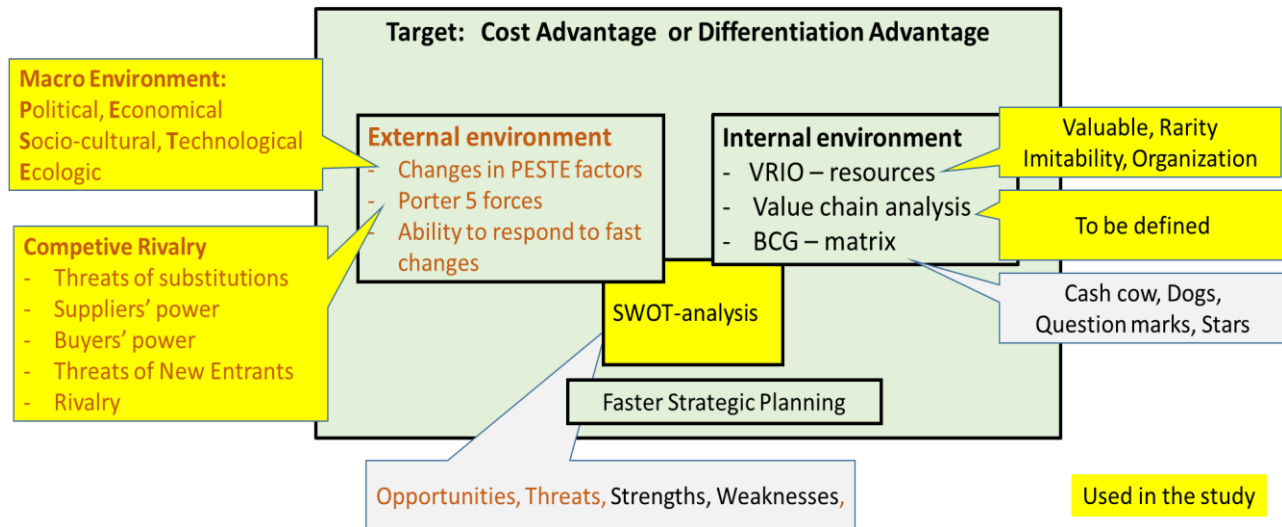 Target: Cost Advantage or Differentiation Advantage
Macro Environment:
Political, Economical
Socio-cultural, Technological
Ecologic
External environment
- Changes in PESTE factors
- Porter 5 forces
- Ability to respond to fast
changes
Internal environment
- VRIO – resources
- Value chain analysis
- BCG – matrix
Valuable, Rarity
Imitability, Organization
To be defined
Cash cow, Dogs,
Question marks, Stars
Competive Rivalry
- Threats of substitutions
- Suppliers' power
- Buyers' power
- Threats of New Entrants
- Rivalry
SWOT-analysis
Faster Strategic Planning
Opportunities, Threats, Strengths, Weaknesses,
Used in the study